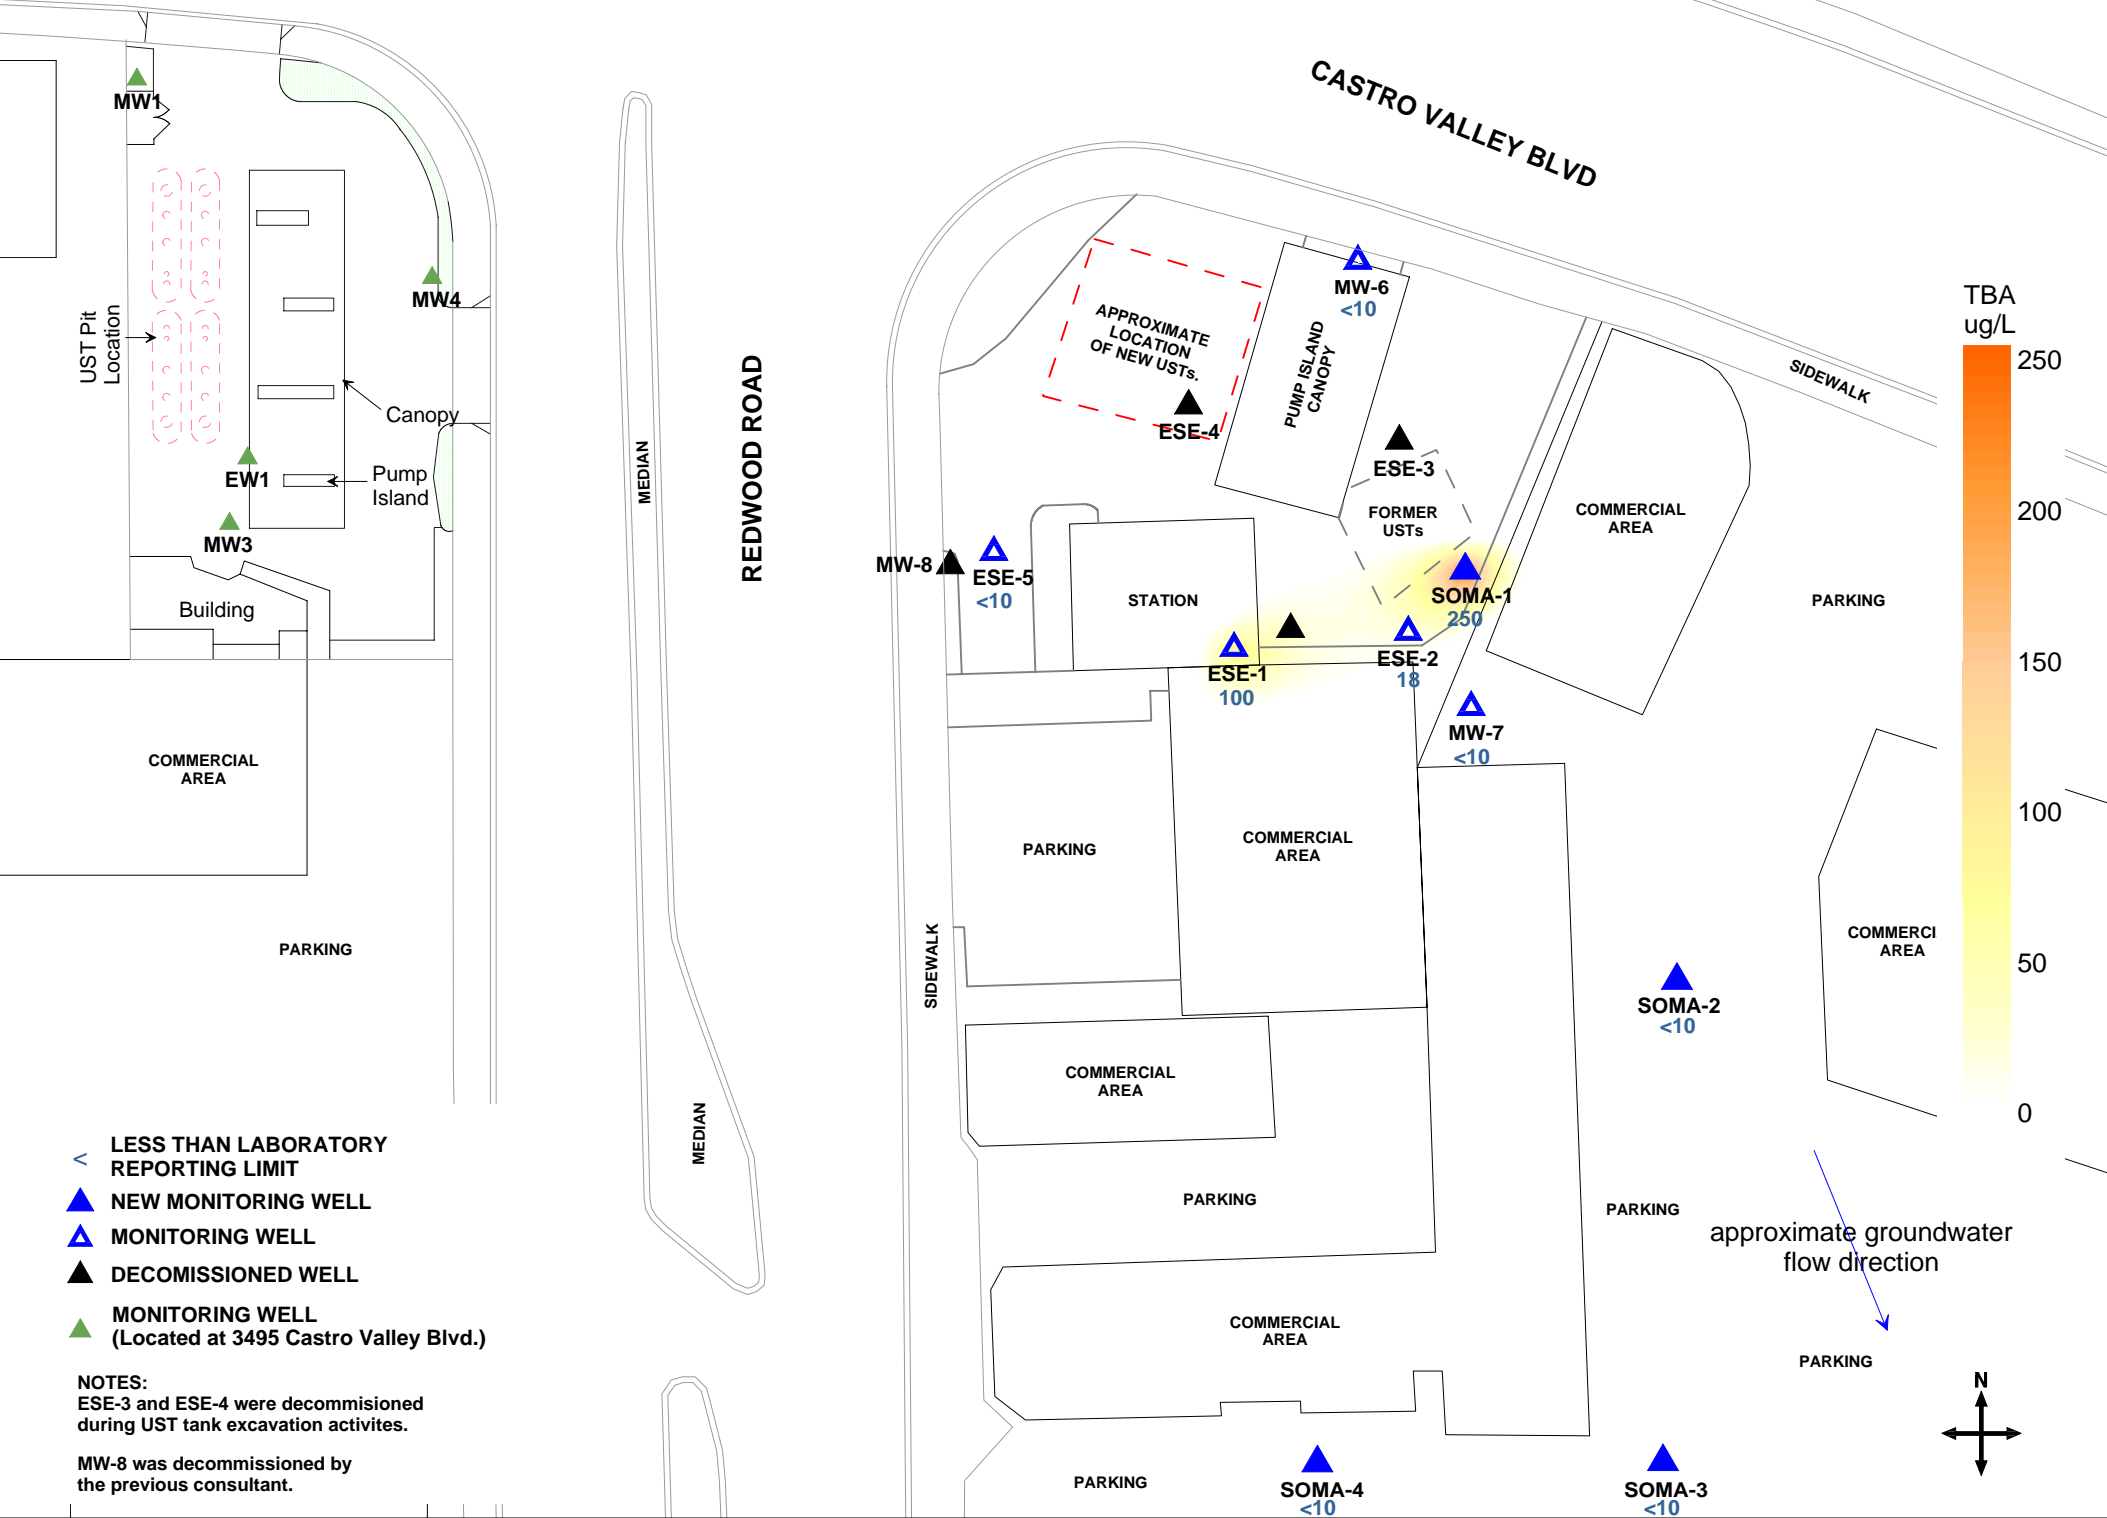 CASTRO VALLEY BLVD
MW1
MW4
UST Pit
Location
Canopy
EW1
Pump
Island
MW3
Building
COMMERCIAL
AREA
PARKING
MEDIAN
REDWOOD ROAD
MEDIAN
SIDEWALK
APPROXIMATE
LOCATION
OF NEW USTs.
ESE-4
PUMP ISLAND
CANOPY
MW-6
<10
ESE-3
FORMER
USTs
SIDEWALK
COMMERCIAL
AREA
PARKING
MW-8
ESE-5
<10
STATION
SOMA-1
250
ESE-1
100
ESE-2
18
MW-7
<10
PARKING
COMMERCIAL
AREA
COMMERCI
AREA
SOMA-2
<10
COMMERCIAL
AREA
PARKING
PARKING
COMMERCIAL
AREA
PARKING
PARKING
SOMA-4
<10
SOMA-3
<10
TBA
ug/L
250
200
150
100
50
0
approximate groundwater
flow direction
N
< LESS THAN LABORATORY
REPORTING LIMIT
NEW MONITORING WELL
MONITORING WELL
DECOMISSIONED WELL
MONITORING WELL
(Located at 3495 Castro Valley Blvd.)
NOTES:
ESE-3 and ESE-4 were decommisioned
during UST tank excavation activites.
MW-8 was decommissioned by
the previous consultant.